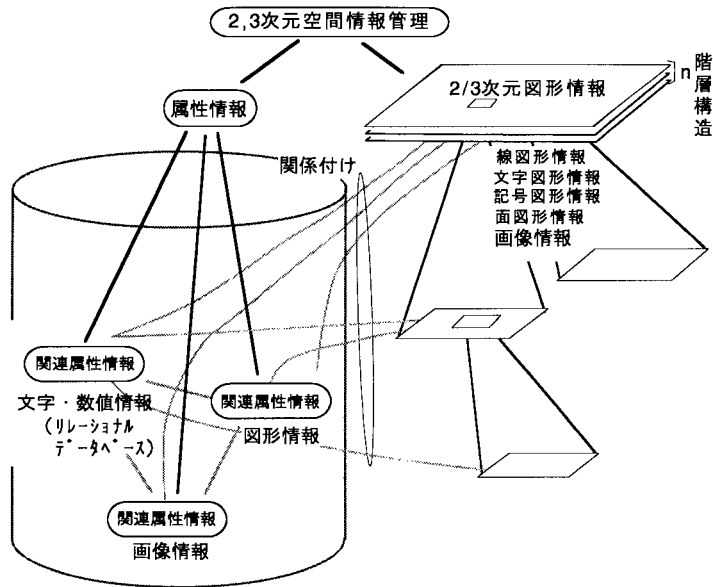 2,3次元空間情報管理
属性情報
2/3次元図形情報
n
階層構造
関係付け
線図形情報
文字図形情報
記号図形情報
面図形情報
画像情報
関連属性情報
文字・数値情報
(リレーショナル
データベース)
関連属性情報
図形情報
関連属性情報
画像情報